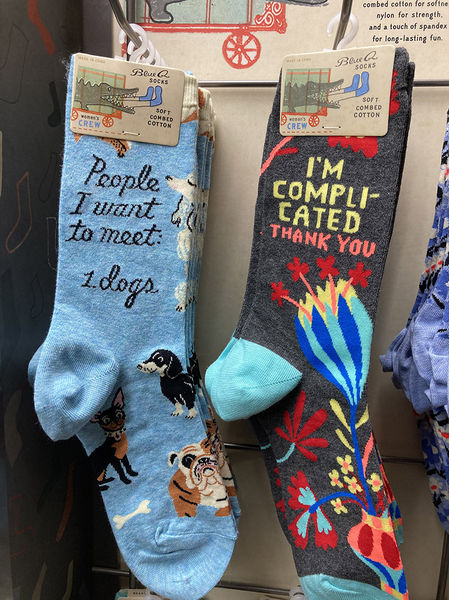 combed cotton for softness
nylon for strength,
and a touch of spandex
for long-lasting fun.
Blue Q
SOCKS
SOFT
COMBED
COTTON
women's
CREW
People
I want
to meet:
1. dogs
Blue Q
SOCKS
SOFT
COMBED
COTTON
women's
CREW
I'M
COMPLI-
CATED
THANK YOU